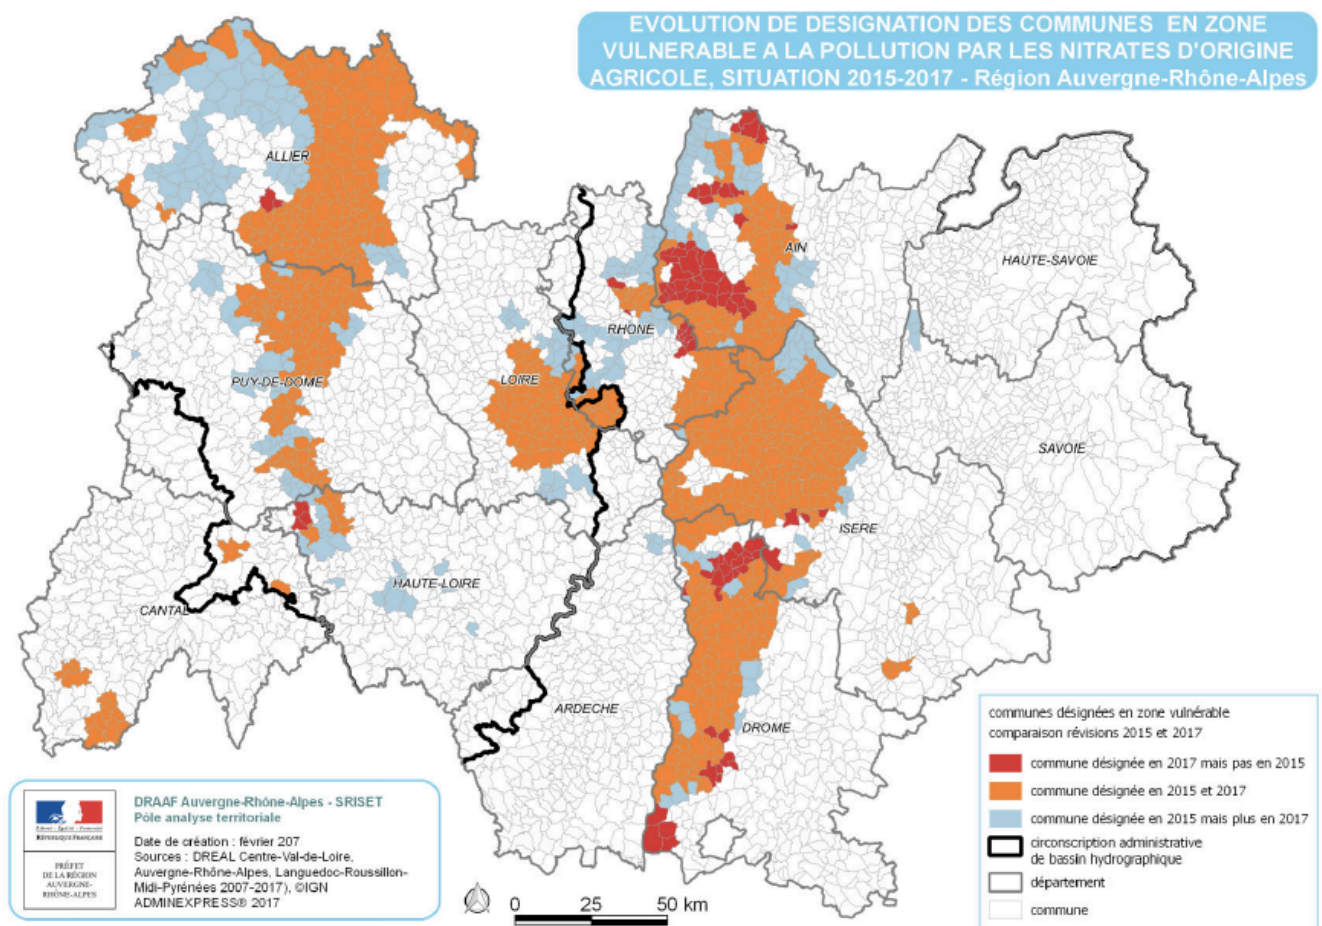 EVOLUTION DE DESIGNATION DES COMMUNES EN ZONE
VULNERABLE A LA POLLUTION PAR LES NITRATES D'ORIGINE
AGRICOLE, SITUATION 2015-2017 - Région Auvergne-Rhône-Alpes
ALLIER
AIN
HAUTE-SAVOIE
RHONE
PUY-DE-DOME
LOIRE
SAVOIE
ISERE
HAUTE-LOIRE
CANTAL
ARDECHE
DROME
communes désignées en zone vulnérable
comparaison révisions 2015 et 2017
commune désignée en 2017 mais pas en 2015
commune désignée en 2015 et 2017
commune désignée en 2015 mais plus en 2017
circonscription administrative
de bassin hydrographique
département
commune
Liberté • Égalité • Fraternité
RÉPUBLIQUE FRANÇAISE
PRÉFET
DE LA RÉGION
AUVERGNE-
RHÔNE-ALPES
DRAAF Auvergne-Rhône-Alpes - SRISET
Pôle analyse territoriale
Date de création : février 207
Sources : DREAL Centre-Val-de-Loire,
Auvergne-Rhône-Alpes, Languedoc-Roussillon-
Midi-Pyrénées 2007-2017), ©IGN
ADMINEXPRESS® 2017
0 25 50 km